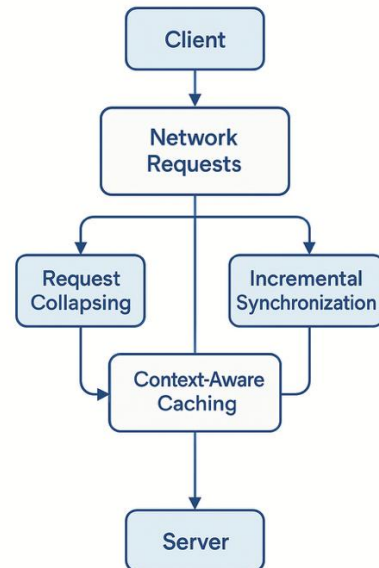 Client
Network
Requests
Request
Collapsing
Incremental
Synchronization
Context-Aware
Caching
Server